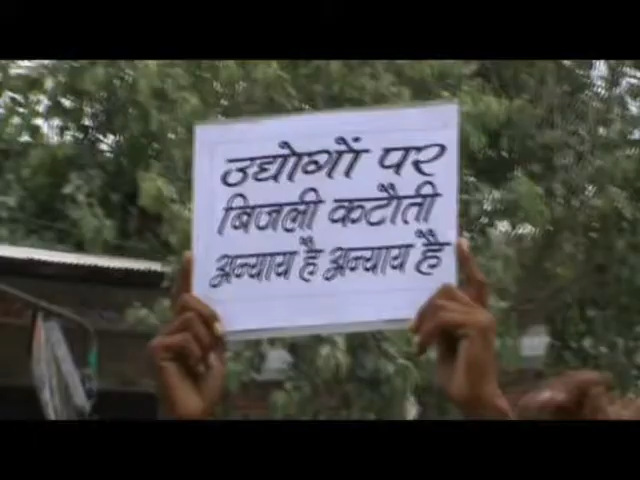 उद्योगों पर
बिजली कटौती
अन्याय है अन्याय है